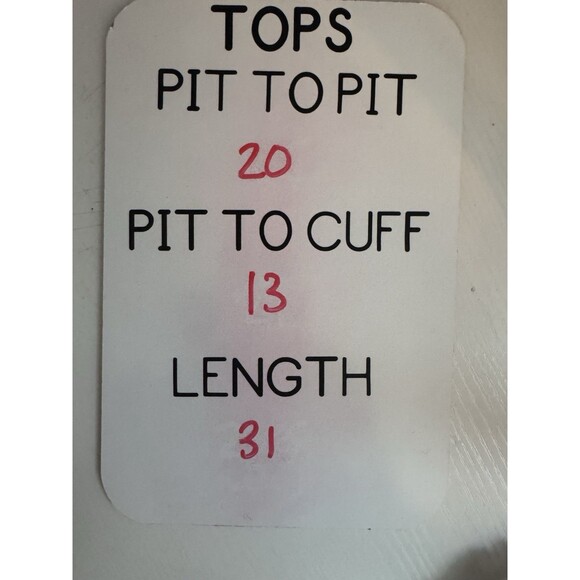 TOPS
PIT TO PIT
20
PIT TO CUFF
13
LENGTH
31